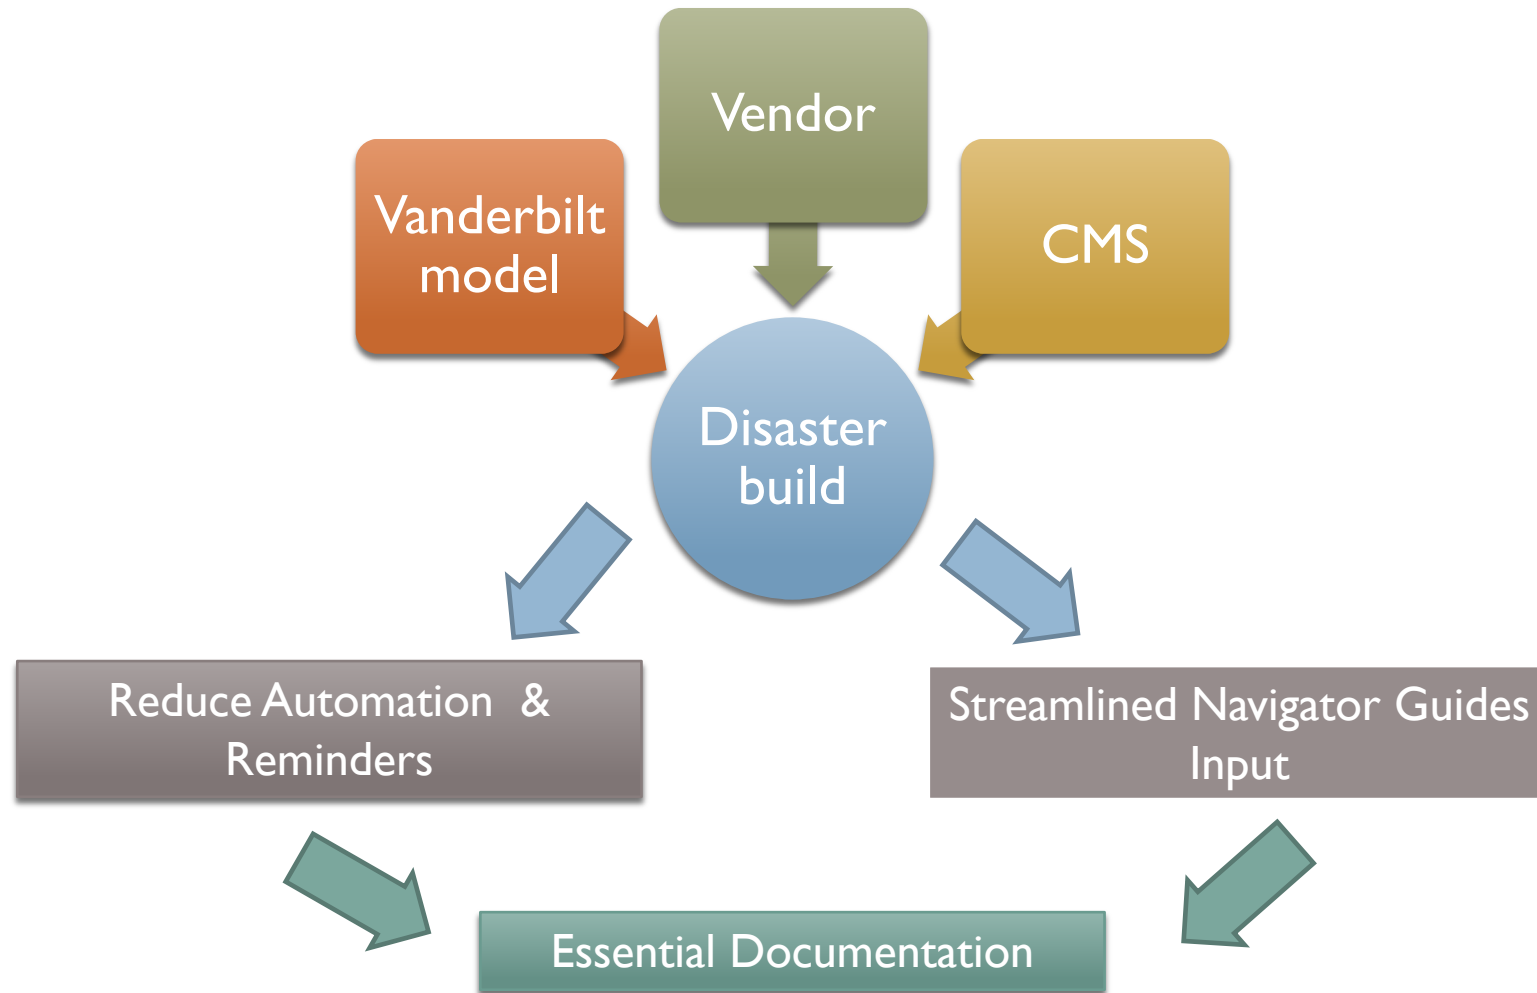 Vendor
Vanderbilt
model
CMS
Disaster
build
Reduce Automation &
Reminders
Streamlined Navigator Guides
Input
Essential Documentation